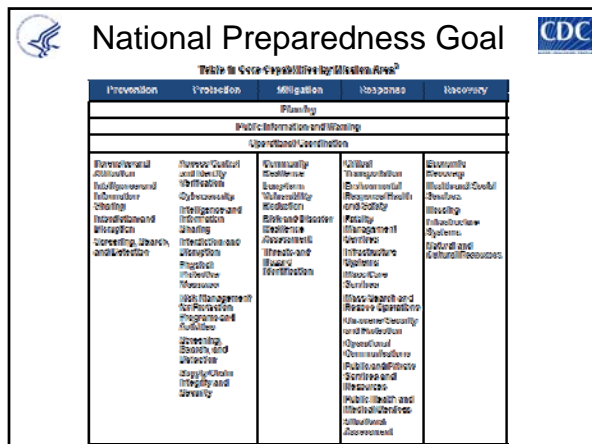 National Preparedness Goal
CDC
Table 1: Core Capabilities by Mission Area
Prevention Protection Mitigation Response Recovery
Planning
Public Information and Warning
Operational Coordination
Forensics and
Attribution
Intelligence and
Information
Sharing
Interdiction and
Disruption
Screening, Search,
and Detection
Access Control
and Identity
Verification
Cybersecurity
Intelligence and
Information
Sharing
Interdiction and
Disruption
Physical
Protective
Measures
Risk Management
for Protection
Programs and
Activities
Screening,
Search, and
Detection
Supply Chain
Integrity and
Security
Community
Resilience
Long-term
Vulnerability
Reduction
Risk and Disaster
Resilience
Assessment
Threats and
Hazard
Identification
Critical
Transportation
Environmental
Response/Health
and Safety
Fatality
Management
Services
Infrastructure
Systems
Mass Care
Services
Mass Search and
Rescue Operations
On-scene Security
and Protection
Operational
Communications
Public and Private
Services and
Resources
Public Health and
Medical Services
Situational
Assessment
Economic
Recovery
Health and Social
Services
Housing
Infrastructure
Systems
Natural and
Cultural Resources